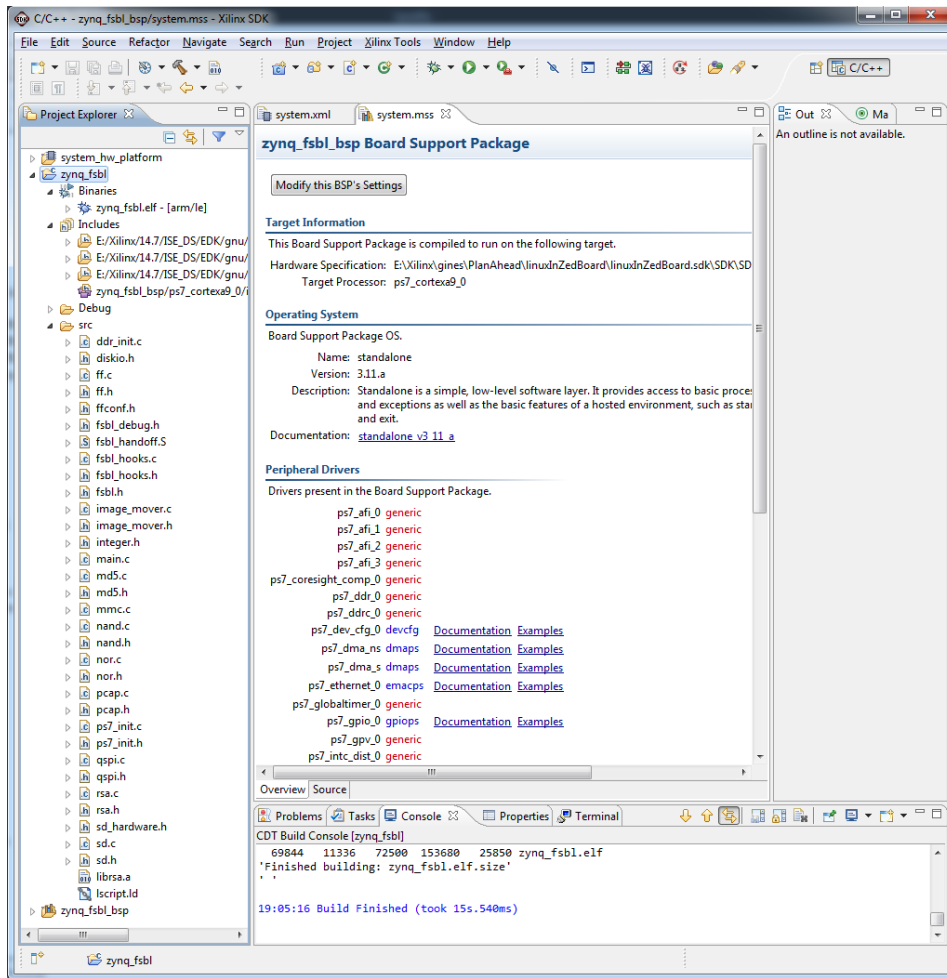 C/C++ - zynq_fsbl_bsp/system.mss - Xilinx SDK
File Edit Source Refactor Navigate Search Run Project Xilinx Tools Window Help
C/C++
Project Explorer
system_hw_platform
zynq_fsbl
Binaries
zynq_fsbl.elf - [arm/le]
Includes
E:/Xilinx/14.7/ISE_DS/EDK/gnu/
E:/Xilinx/14.7/ISE_DS/EDK/gnu/
E:/Xilinx/14.7/ISE_DS/EDK/gnu/
zynq_fsbl_bsp/ps7_cortexa9_0/i
Debug
src
ddr_init.c
diskio.h
ff.c
ff.h
ffconf.h
fsbl_debug.h
fsbl_handoff.S
fsbl_hooks.c
fsbl_hooks.h
fsbl.h
image_mover.c
image_mover.h
integer.h
main.c
md5.c
md5.h
mmc.c
nand.c
nand.h
nor.c
nor.h
pcap.c
pcap.h
ps7_init.c
ps7_init.h
qspi.c
qspi.h
rsa.c
rsa.h
sd_hardware.h
sd.c
sd.h
librsa.a
lscript.ld
zynq_fsbl_bsp
system.xml system.mss
zynq_fsbl_bsp Board Support Package
Modify this BSP's Settings
Target Information
This Board Support Package is compiled to run on the following target.
Hardware Specification: E:\Xilinx\gines\PlanAhead\linuxInZedBoard\linuxInZedBoard.sdk\SDK\SD
Target Processor: ps7_cortexa9_0
Operating System
Board Support Package OS.
Name: standalone
Version: 3.11.a
Description: Standalone is a simple, low-level software layer. It provides access to basic proce
and exceptions as well as the basic features of a hosted environment, such as sta
and exit.
Documentation: standalone_v3_11_a
Peripheral Drivers
Drivers present in the Board Support Package.
ps7_afi_0 generic
ps7_afi_1 generic
ps7_afi_2 generic
ps7_afi_3 generic
ps7_coresight_comp_0 generic
ps7_ddr_0 generic
ps7_ddrc_0 generic
ps7_dev_cfg_0 devcfg Documentation Examples
ps7_dma_ns dmaps Documentation Examples
ps7_dma_s dmaps Documentation Examples
ps7_ethernet_0 emacps Documentation Examples
ps7_globaltimer_0 generic
ps7_gpio_0 gpiops Documentation Examples
ps7_gpv_0 generic
ps7_intc_dist_0 generic
Overview Source
Out Ma
An outline is not available.
Problems Tasks Console Properties Terminal
CDT Build Console [zynq_fsbl]
69844 11336 72500 153680 25850 zynq_fsbl.elf
'Finished building: zynq_fsbl.elf.size'
' '
19:05:16 Build Finished (took 15s.540ms)
zynq_fsbl